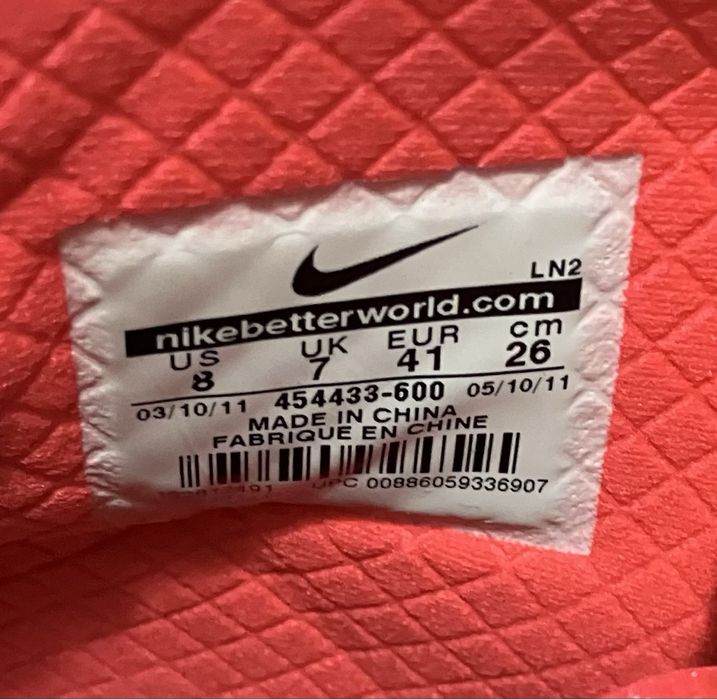 LN2
nikebetterworld.com
US UK EUR cm
8 7 41 26
03/10/11 454433-600 05/10/11
MADE IN CHINA
FABRIQUE EN CHINE
UPC 00886059336907